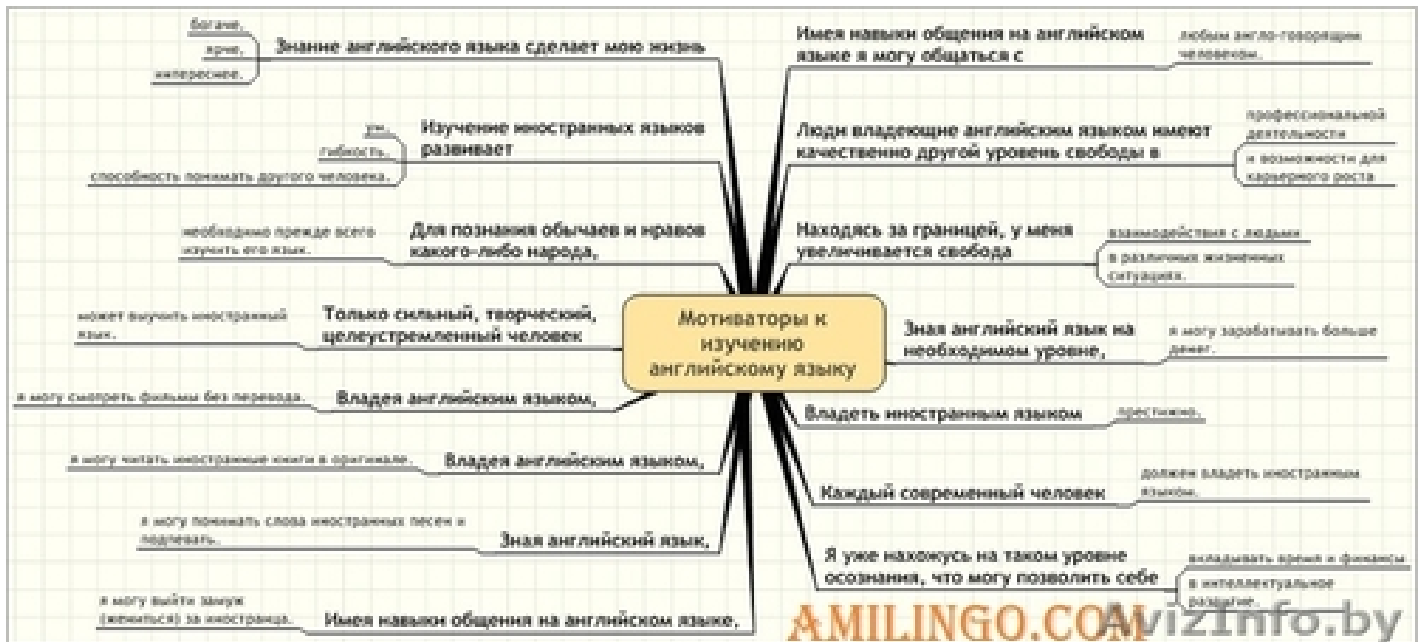 богаче.
ярче,
интереснее.
Знание английского языка сделает мою жизнь
ум,
гибкость,
способность понимать другого человека.
Изучение иностранных языков
развивает
необходимо прежде всего
изучить его язык.
Для познания обычаев и нравов
какого-либо народа,
может выучить иностранный
язык.
Только сильный, творческий,
целеустремленный человек
я могу смотреть фильмы без перевода.
Владея английским языком,
я могу читать иностранные книги в оригинале.
Владея английским языком,
я могу понимать слова иностранных песен и
подпевать.
Зная английский язык,
я могу выйти замуж
(жениться) за иностранца.
Имея навыки общения на английском языке,
Мотиваторы к
изучению
английскому языку
Имея навыки общения на английском
языке я могу общаться с
любым англо-говорящим
человеком.
Люди владеющие английским языком имеют
качественно другой уровень свободы в
профессиональной
деятельности
и возможности для
карьерного роста
Находясь за границей, у меня
увеличивается свобода
взаимодействия с людьми
в различных жизненных
ситуациях.
Зная английский язык на
необходимом уровне,
я могу зарабатывать больше
денег.
Владеть иностранным языком
престижно.
Каждый современный человек
должен владеть иностранным
языком.
Я уже нахожусь на таком уровне
осознания, что могу позволить себе
вкладывать время и финансы
в интеллектуальное
развитие.
AMILINGO.COM
AvizInfo.by